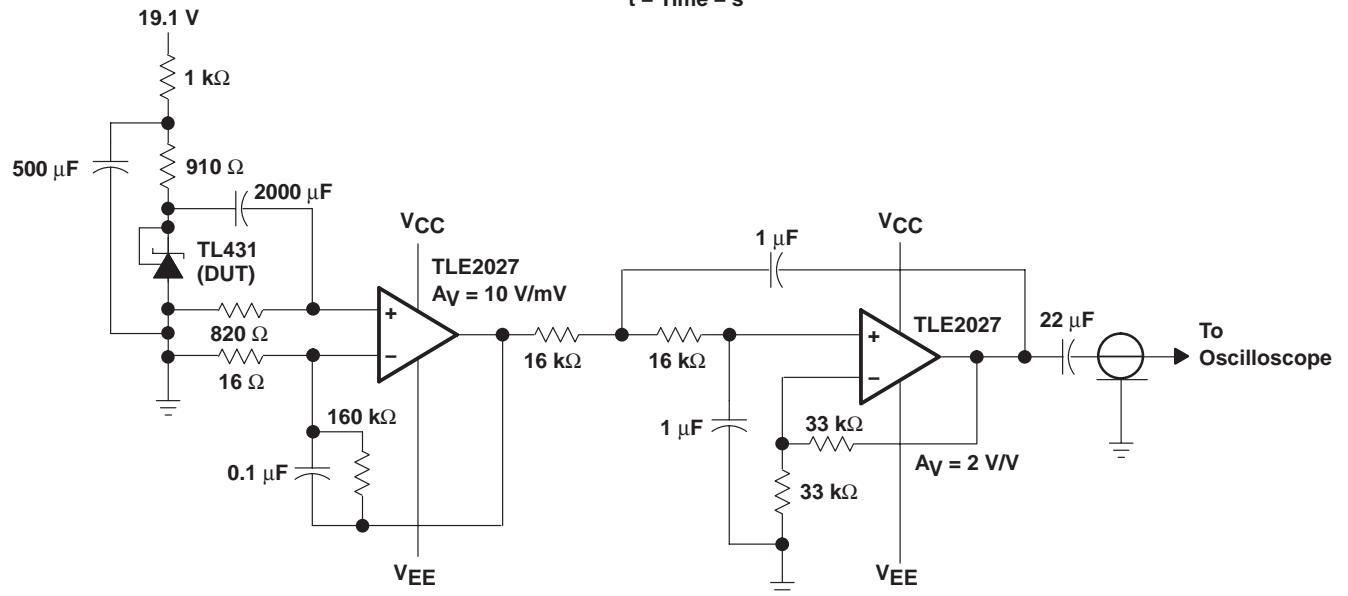 t – Time – s
19.1 V
1 kΩ
500 μF
910 Ω
2000 μF
TL431
(DUT)
820 Ω
16 Ω
160 kΩ
0.1 μF
VCC
TLE2027
AV = 10 V/mV
+
–
VEE
16 kΩ
16 kΩ
1 μF
1 μF
VCC
TLE2027
+
–
33 kΩ
AV = 2 V/V
33 kΩ
VEE
22 μF
To
Oscilloscope